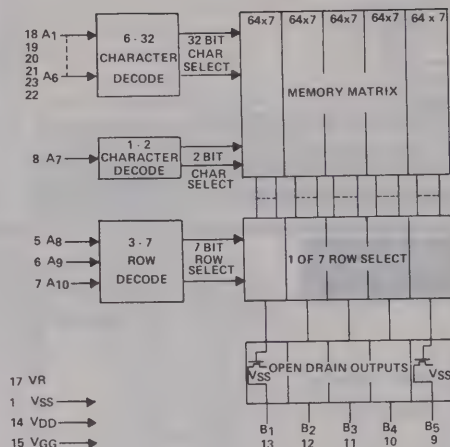 64x7 64x7 64x7 64x7 64 x 7
18 A1
19
20
21 A6
23
22
6 - 32
CHARACTER
DECODE
32 BIT
CHAR
SELECT
MEMORY MATRIX
8 A7
1 - 2
CHARACTER
DECODE
2 BIT
CHAR
SELECT
5 A8
6 A9
7 A10
3 - 7
ROW
DECODE
7 BIT
ROW
SELECT
1 OF 7 ROW SELECT
VSS OPEN DRAIN OUTPUTS VSS
17 VR
1 VSS
14 VDD
15 VGG
B1 B2 B3 B4 B5
13 12 11 10 9